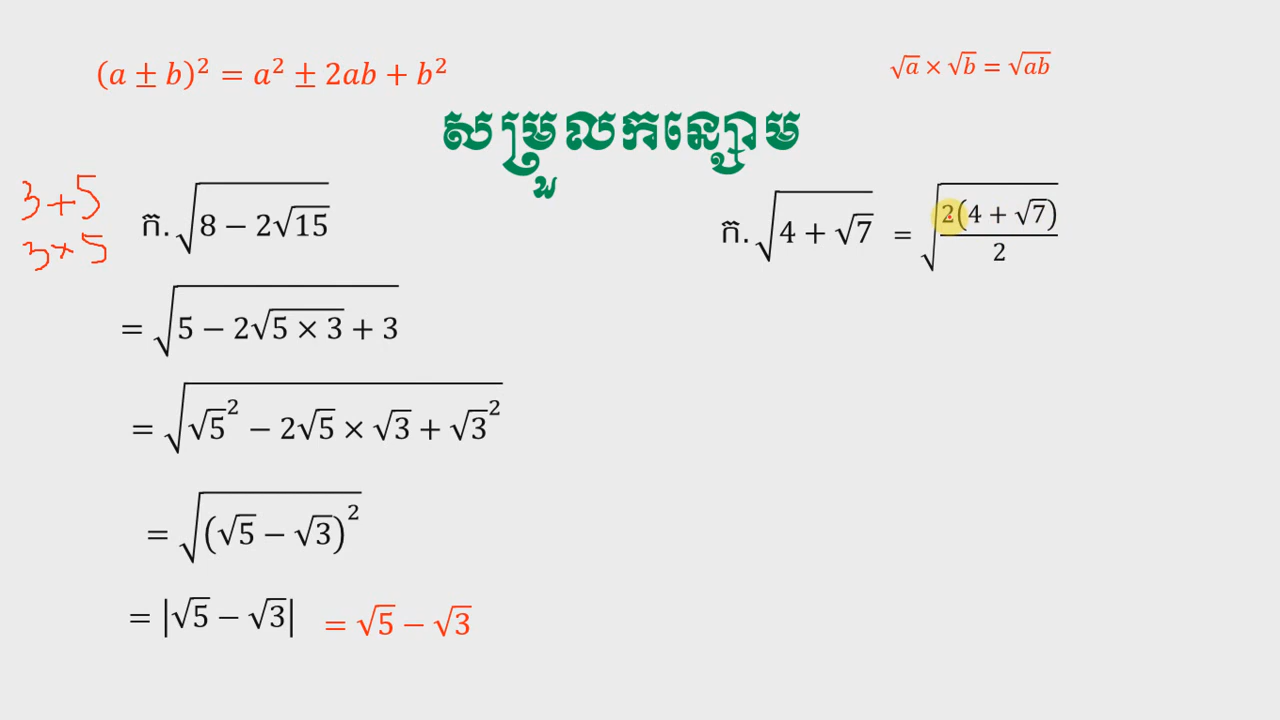 (a ± b)² = a² ± 2ab + b²
√a × √b = √ab
សម្រួលកន្សោម
3+5
3×5
ក. √(8 − 2√15)
= √(5 − 2√(5 × 3) + 3)
= √(√5² − 2√5 × √3 + √3²)
= √((√5 − √3)²)
= |√5 − √3| = √5 − √3
ក. √(4 + √7) = √(2(4 + √7)/2)